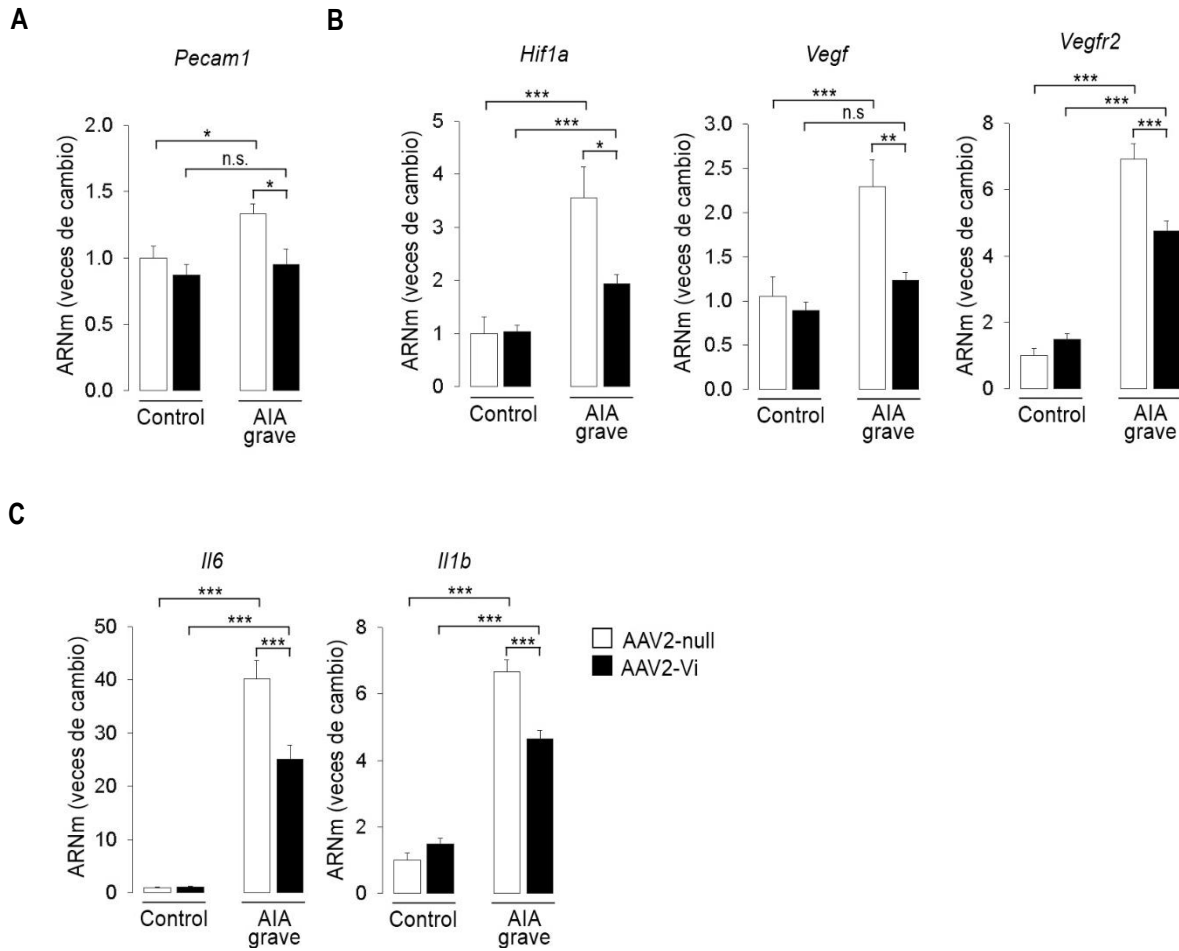 A
B
Pecam1
Hif1a
Vegf
Vegfr2
ARNm (veces de cambio)
2.0
1.5
1.0
0.5
0.0
*
n.s.
*
Control
AIA
grave
ARNm (veces de cambio)
5
4
3
2
1
0
***
***
*
Control
AIA
grave
ARNm (veces de cambio)
3.0
2.5
2.0
1.5
1.0
0.5
0.0
***
n.s
**
Control
AIA
grave
ARNm (veces de cambio)
8
6
4
2
0
***
***
***
Control
AIA
grave
C
Il6
Il1b
ARNm (veces de cambio)
50
40
30
20
10
0
***
***
***
Control
AIA
grave
ARNm (veces de cambio)
8
6
4
2
0
***
***
***
Control
AIA
grave
AAV2-null
AAV2-Vi